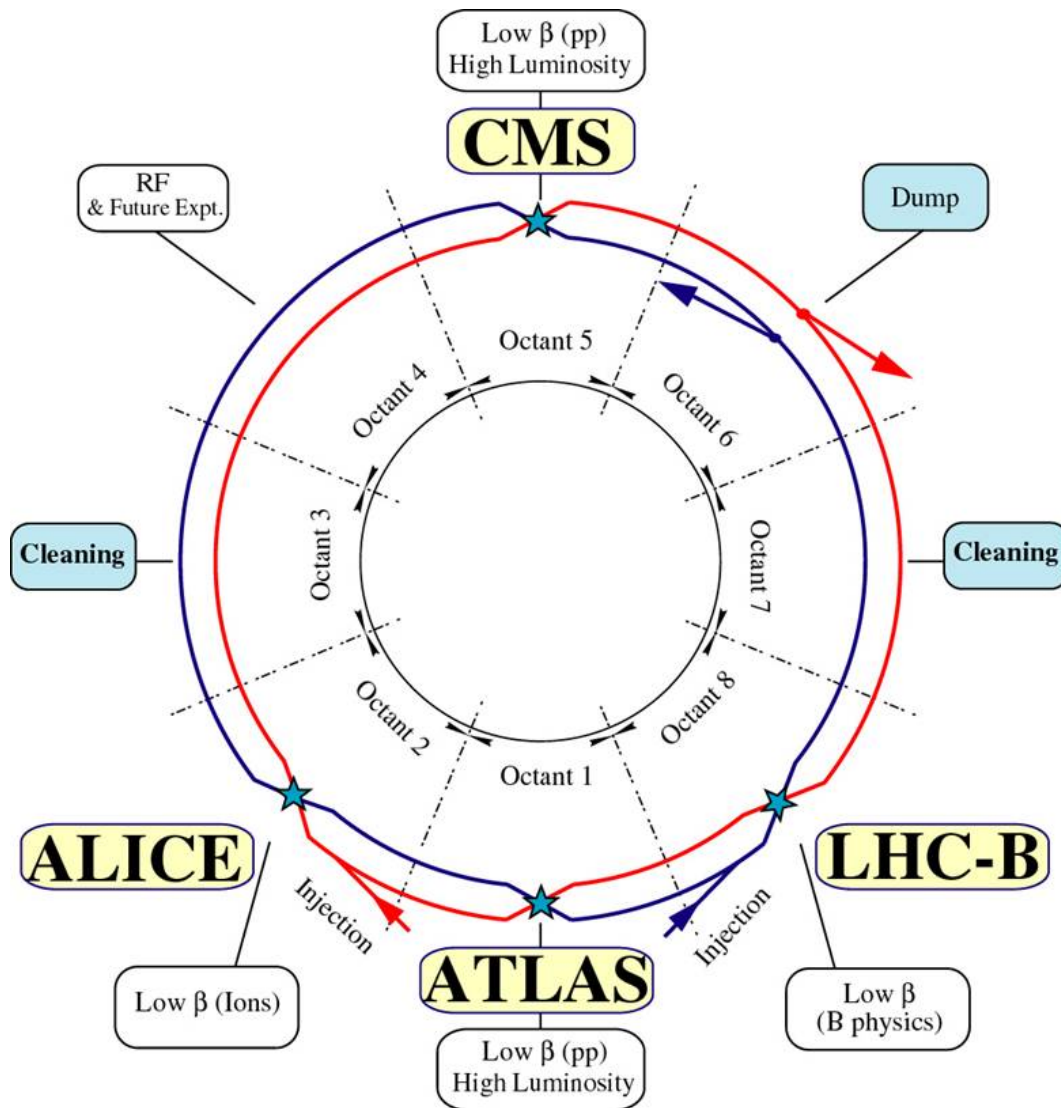 Low β (pp)
High Luminosity
CMS
RF
& Future Expt.
Dump
Octant 5
Octant 4
Octant 6
Cleaning
Octant 3
Octant 7
Cleaning
Octant 2
Octant 8
Octant 1
ALICE
LHC-B
Injection
Injection
ATLAS
Low β (Ions)
Low β
(B physics)
Low β (pp)
High Luminosity